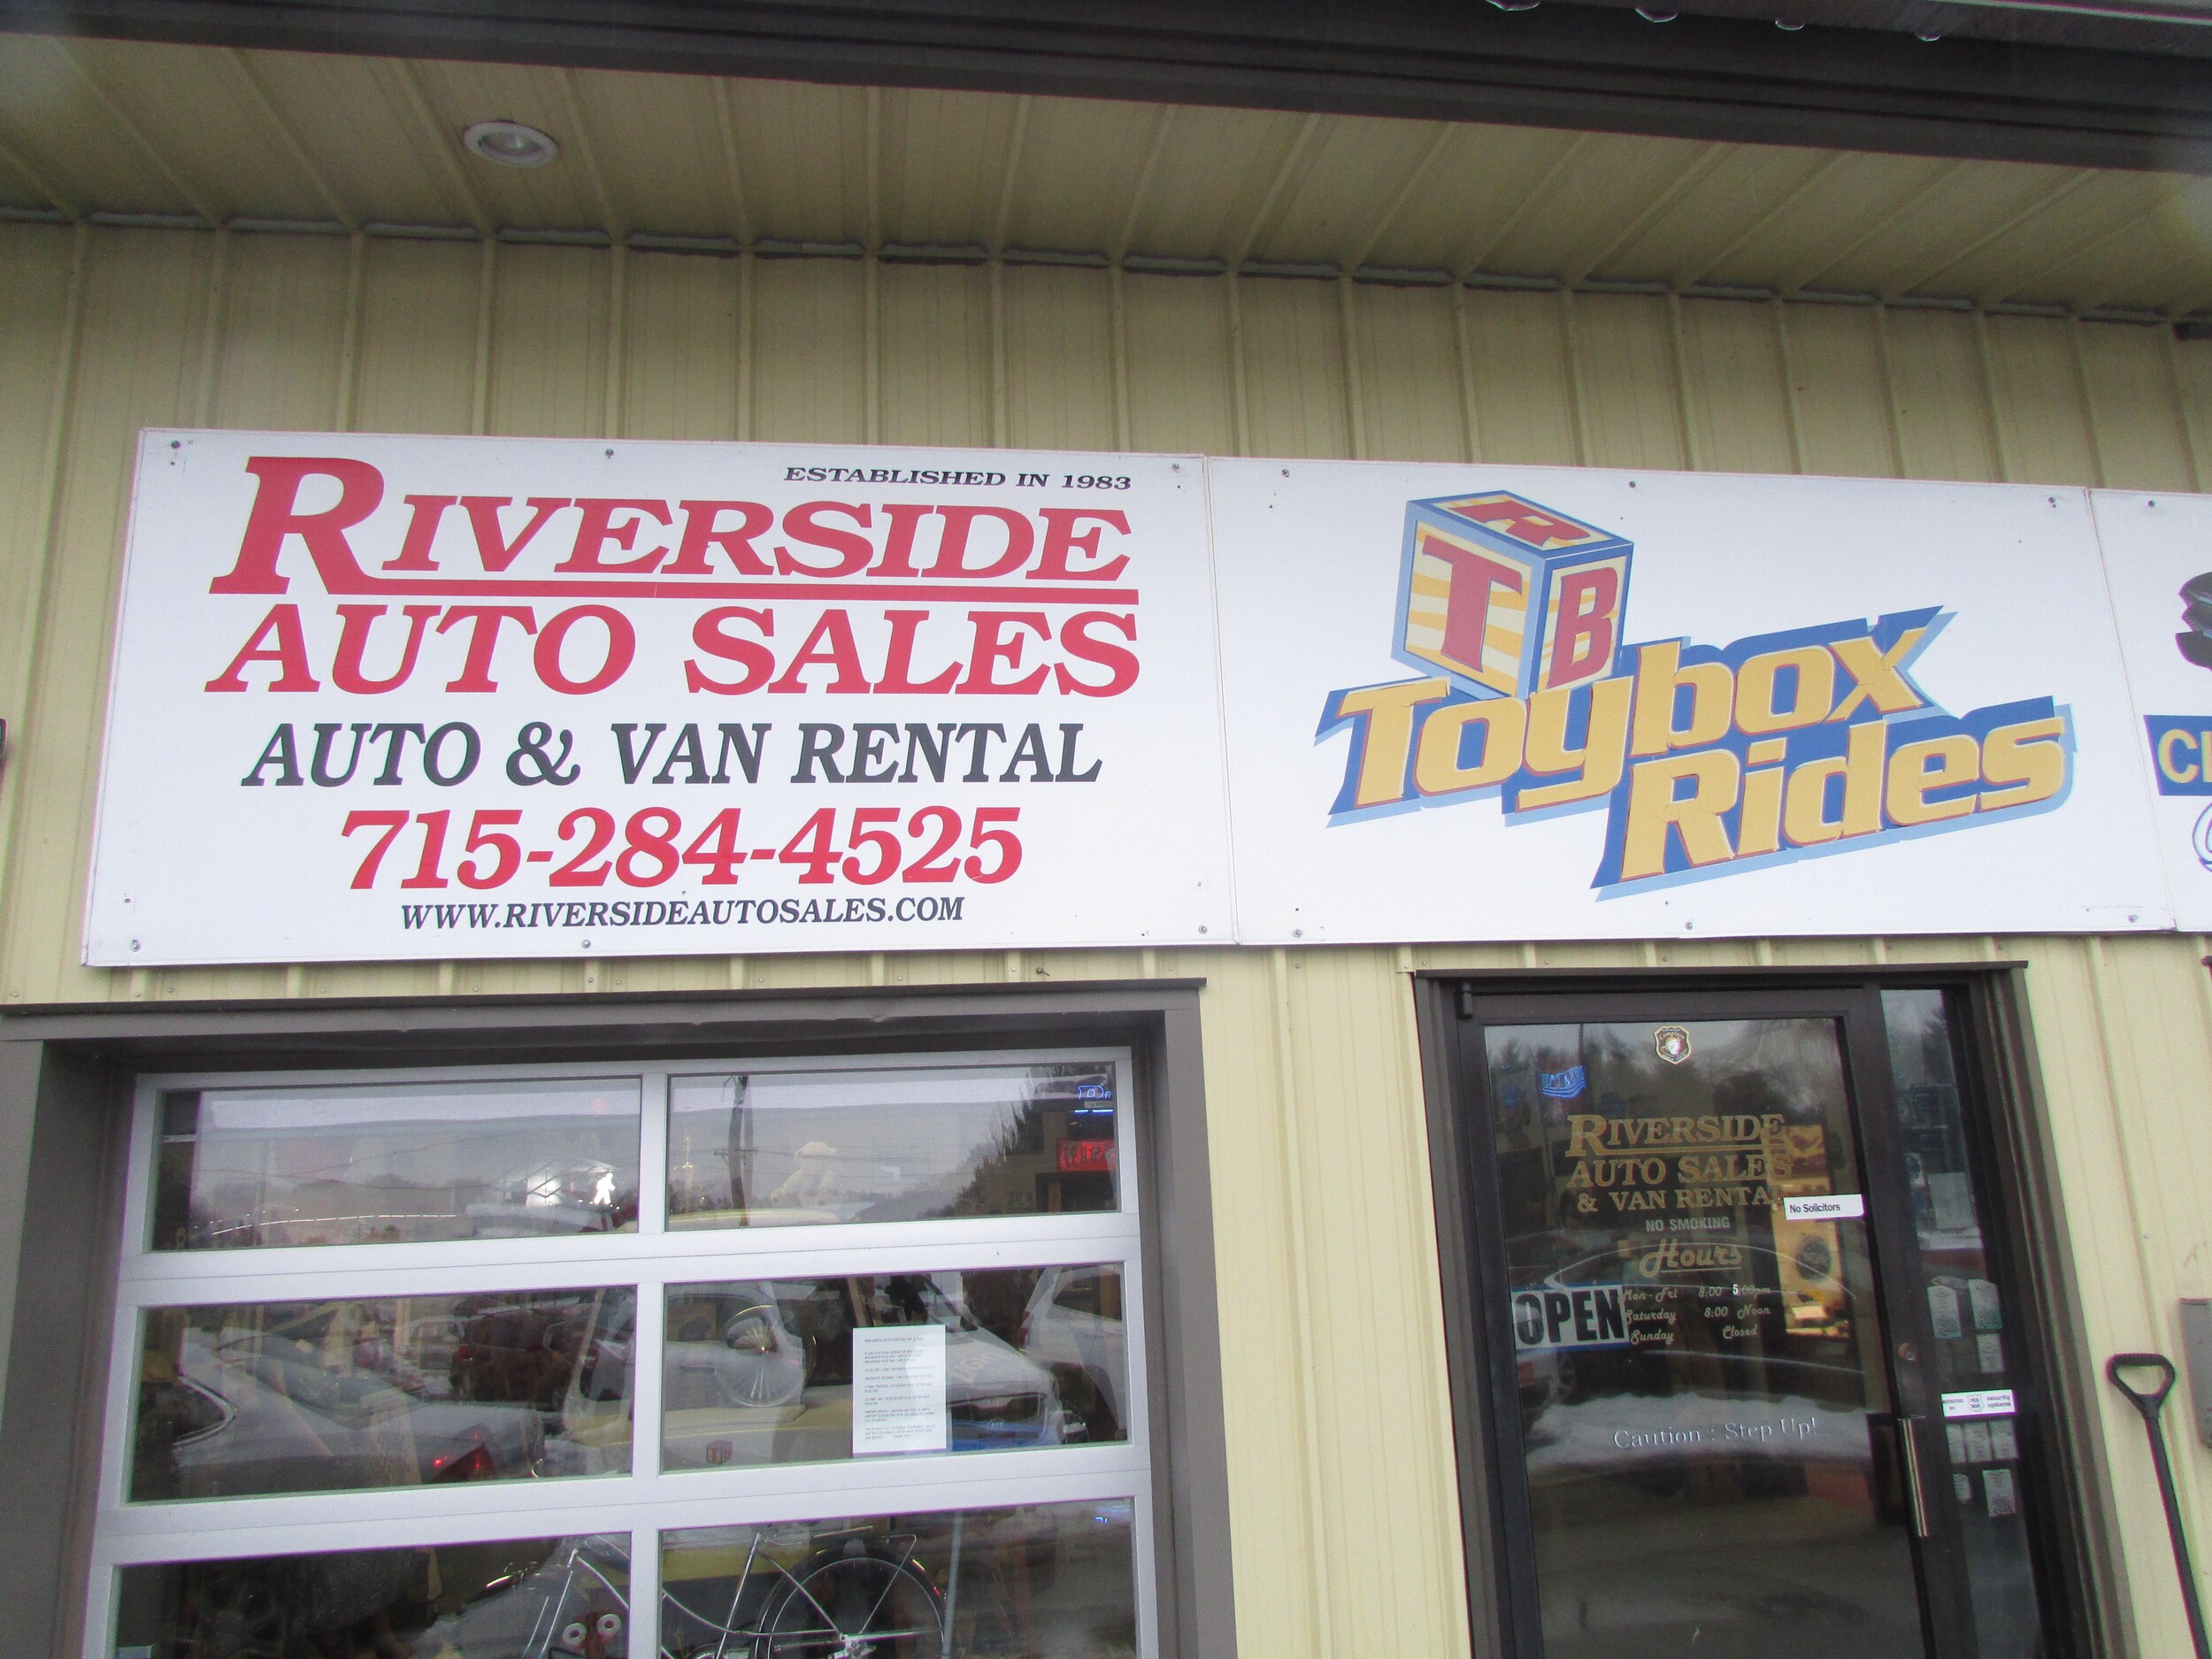 ESTABLISHED IN 1983
RIVERSIDE
AUTO SALES
AUTO & VAN RENTAL
715-284-4525
WWW.RIVERSIDEAUTOSALES.COM
R
T B
Toybox
Rides
RIVERSIDE
AUTO SALES
& VAN RENTAL
No Solicitors
NO SMOKING
Hours
OPEN
Mon-Fri 8:00 5:00pm
Saturday 8:00 Noon
Sunday Closed
Caution : Step Up!
security
systems